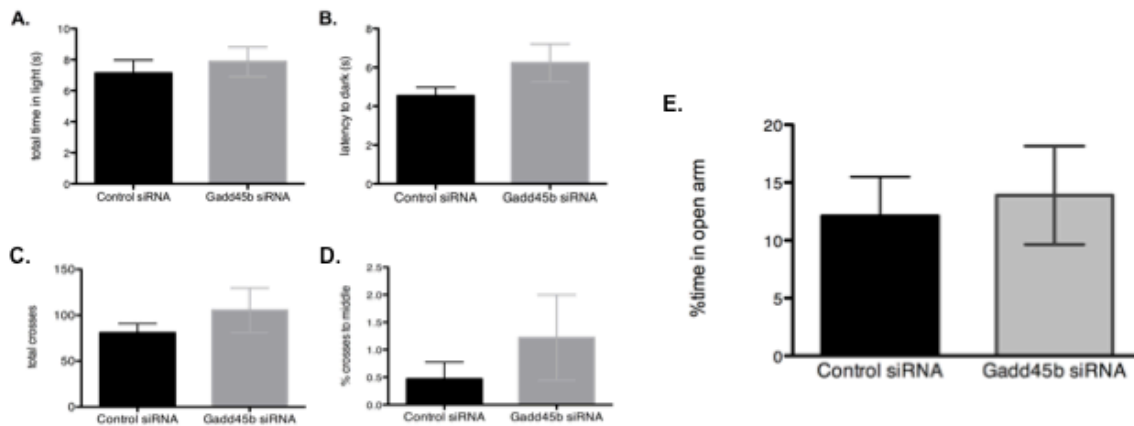 A.
total time in light (s)
10
8
6
4
2
0
Control siRNA Gadd45b siRNA
B.
latency to dark (s)
8
6
4
2
0
Control siRNA Gadd45b siRNA
C.
total crosses
150
100
50
0
Control siRNA Gadd45b siRNA
D.
% crosses to middle
2.5
2.0
1.5
1.0
0.5
0.0
Control siRNA Gadd45b siRNA
E.
%time in open arm
20
15
10
5
0
Control siRNA Gadd45b siRNA